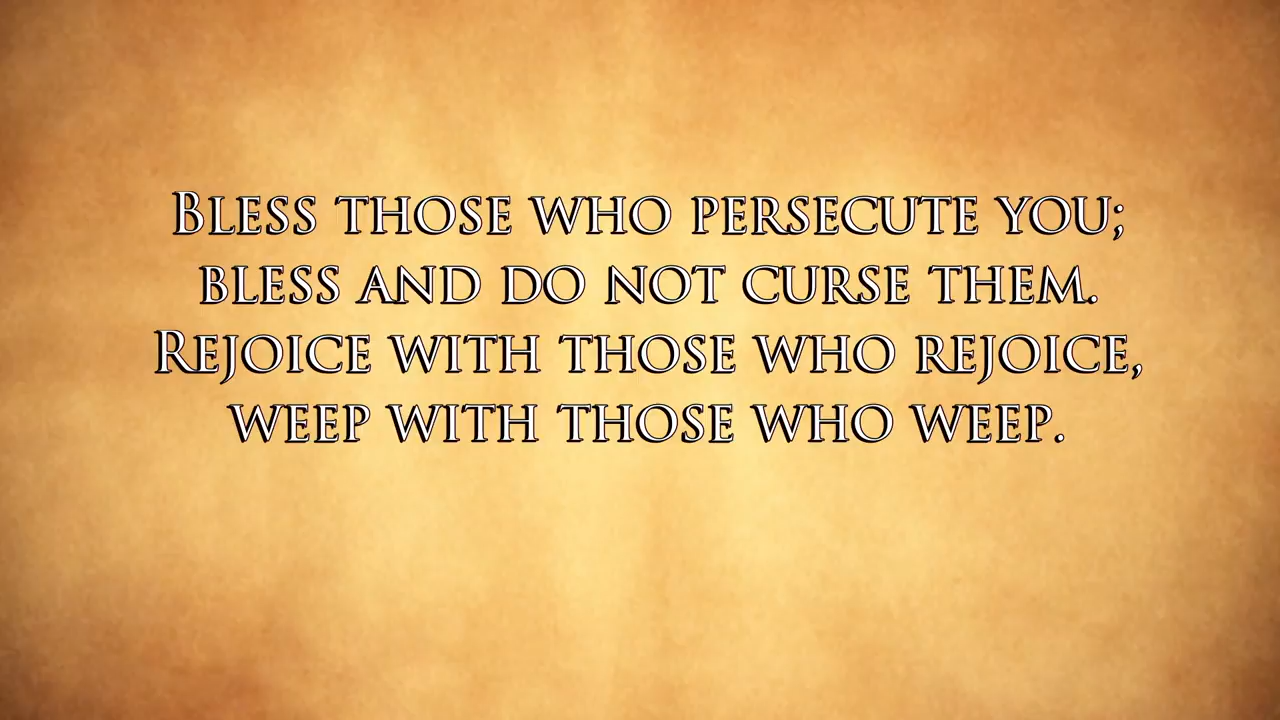 Bless those who persecute you;
bless and do not curse them.
Rejoice with those who rejoice,
weep with those who weep.